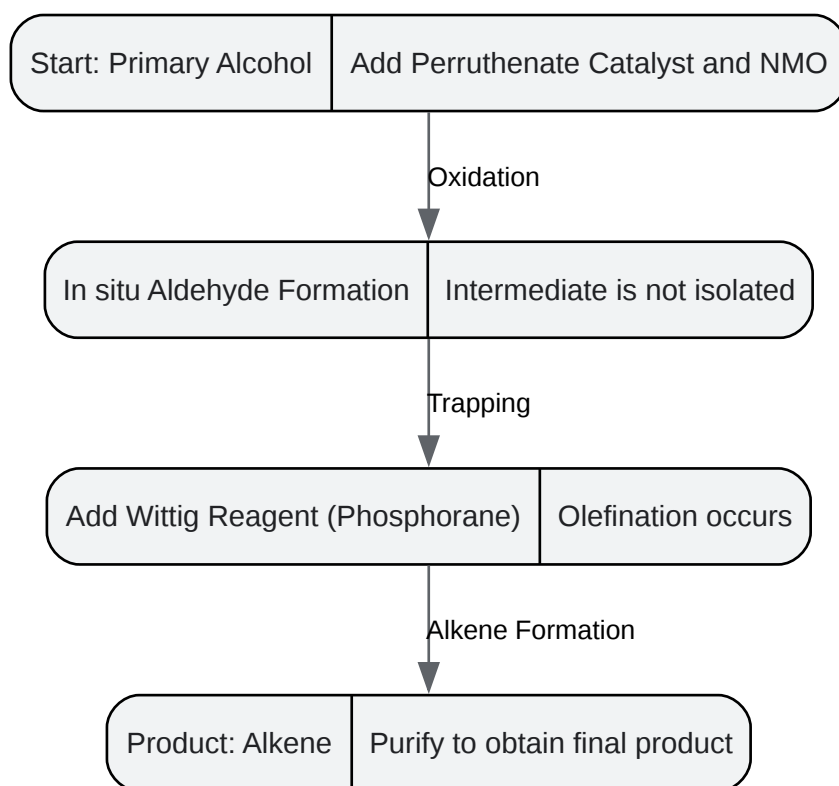 Start: Primary Alcohol
Add Perruthenate Catalyst and NMO
Oxidation
In situ Aldehyde Formation
Intermediate is not isolated
Trapping
Add Wittig Reagent (Phosphorane)
Olefination occurs
Alkene Formation
Product: Alkene
Purify to obtain final product